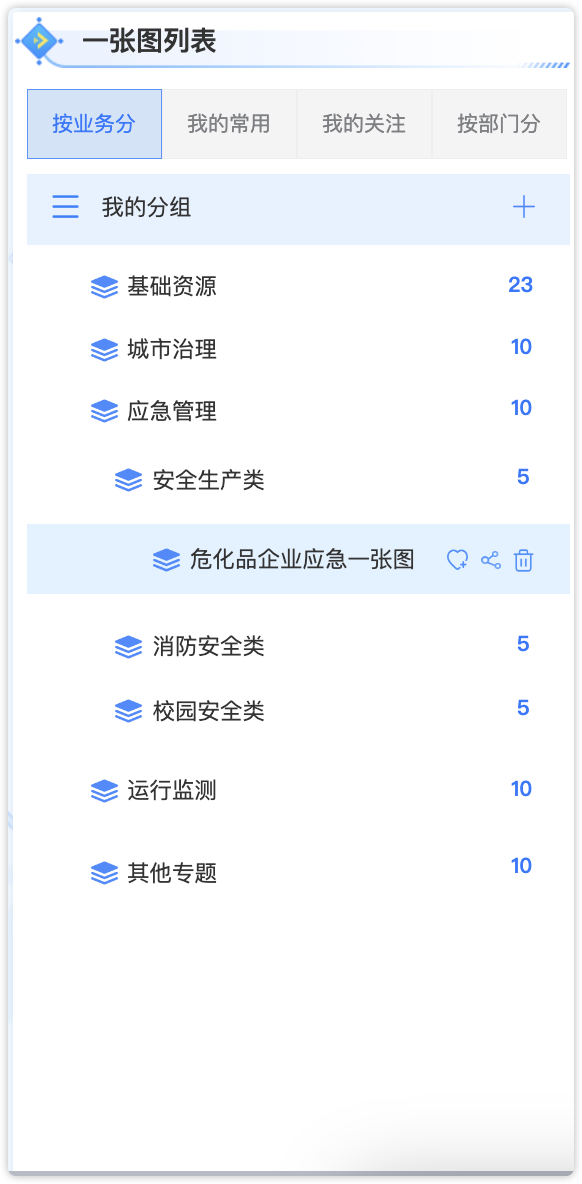 一张图列表
按业务分 我的常用 我的关注 按部门分
我的分组
基础资源 23
城市治理 10
应急管理 10
安全生产类 5
危化品企业应急一张图
消防安全类 5
校园安全类 5
运行监测 10
其他专题 10